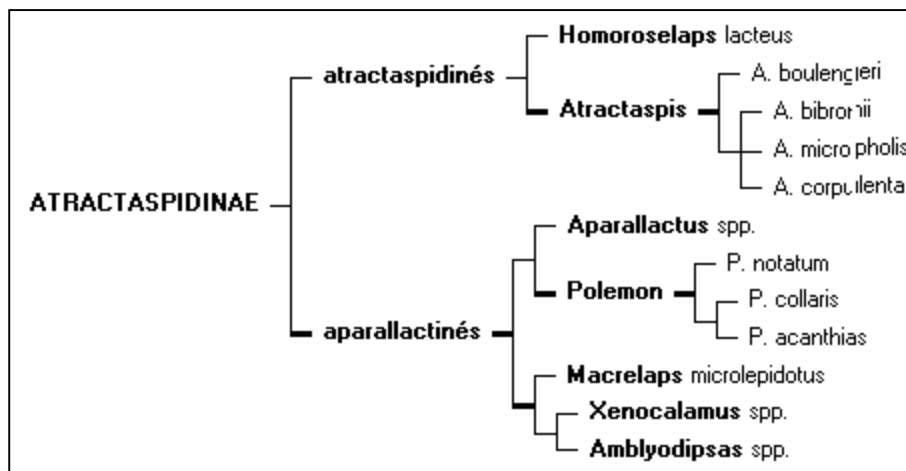 Homoroselaps lacteus
atractaspidinés
A. boulengeri
Atractaspis
A. bibronii
A. micropholis
A. corpulenta
ATRACTASPIDINAE
Aparallactus spp.
P. notatum
Polemon
P. collaris
aparallactinés
P. acanthias
Macrelaps microlepidotus
Xenocalamus spp.
Amblyodipsas spp.